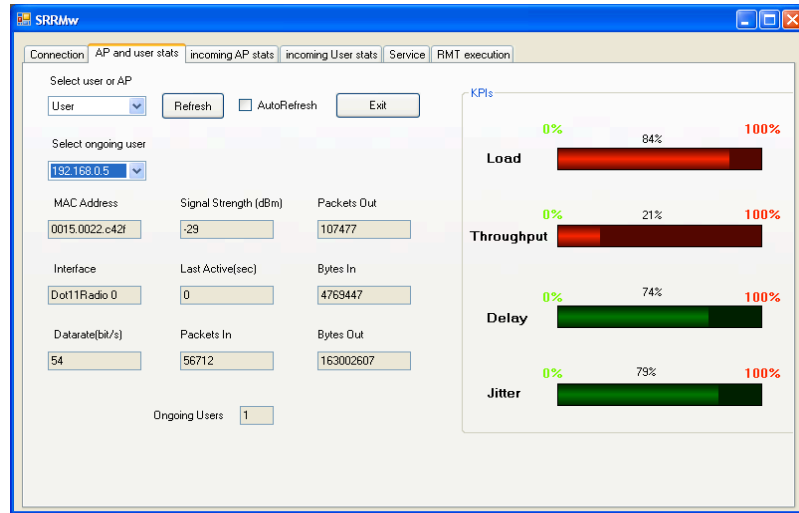 SRRMw
Connection AP and user stats incoming AP stats incoming User stats Service RMT execution
Select user or AP
User Refresh AutoRefresh Exit
Select ongoing user
192.168.0.5
MAC Address Signal Strength (dBm) Packets Out
0015.0022.c42f -29 107477
Interface Last Active(sec) Bytes In
Dot11Radio 0 0 4769447
Datarate(bit/s) Packets In Bytes Out
54 56712 163002607
Ongoing Users 1
KPIs
0% 84% 100%
Load
0% 21% 100%
Throughput
0% 74% 100%
Delay
0% 79% 100%
Jitter